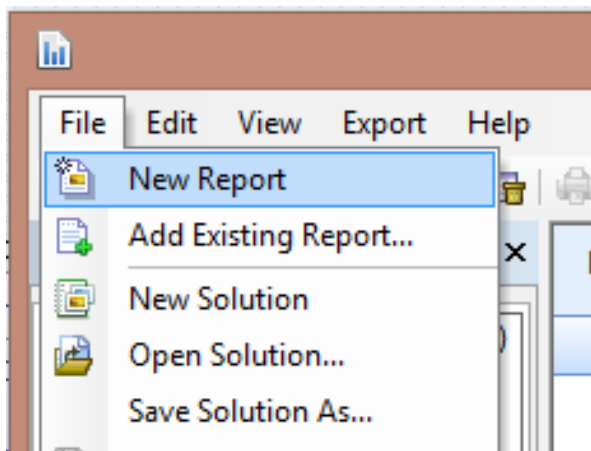 File Edit View Export Help
New Report
Add Existing Report...
New Solution
Open Solution...
Save Solution As...